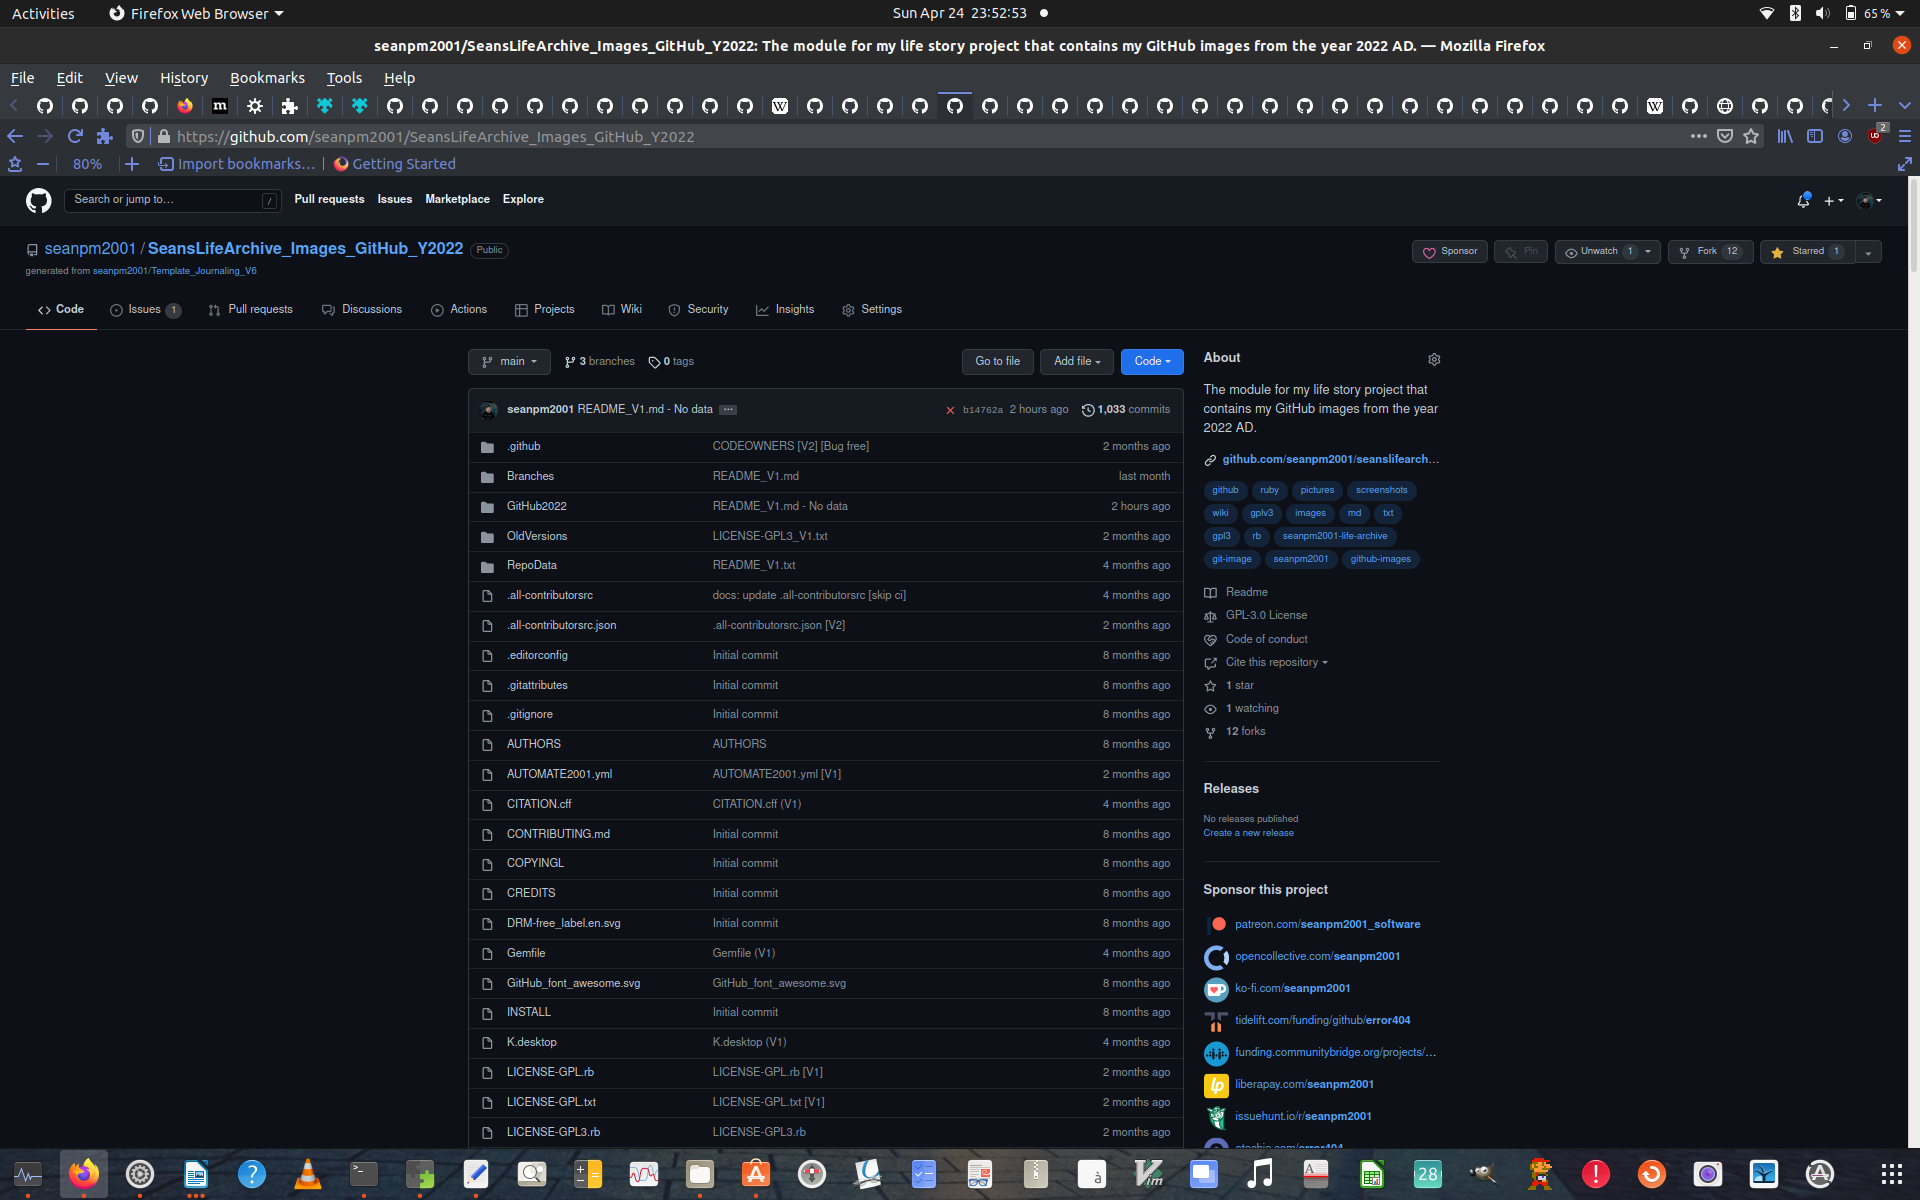 Activities Firefox Web Browser Sun Apr 24 23:52:53 65 %
seanpm2001/SeansLifeArchive_Images_GitHub_Y2022: The module for my life story project that contains my GitHub images from the year 2022 AD. — Mozilla Firefox
File Edit View History Bookmarks Tools Help
https://github.com/seanpm2001/SeansLifeArchive_Images_GitHub_Y2022 2
80% Import bookmarks... Getting Started
Search or jump to... / Pull requests Issues Marketplace Explore
seanpm2001 / SeansLifeArchive_Images_GitHub_Y2022 Public Sponsor Pin Unwatch 1 Fork 12 Starred 1
generated from seanpm2001/Template_Journaling_V6
Code Issues 1 Pull requests Discussions Actions Projects Wiki Security Insights Settings
main 3 branches 0 tags Go to file Add file Code
seanpm2001 README_V1.md - No data ... b14762a 2 hours ago 1,033 commits
.github CODEOWNERS [V2] [Bug free] 2 months ago
Branches README_V1.md last month
GitHub2022 README_V1.md - No data 2 hours ago
OldVersions LICENSE-GPL3_V1.txt 2 months ago
RepoData README_V1.txt 4 months ago
.all-contributorsrc docs: update .all-contributorsrc [skip ci] 4 months ago
.all-contributorsrc.json .all-contributorsrc.json [V2] 2 months ago
.editorconfig Initial commit 8 months ago
.gitattributes Initial commit 8 months ago
.gitignore Initial commit 8 months ago
AUTHORS AUTHORS 8 months ago
AUTOMATE2001.yml AUTOMATE2001.yml [V1] 2 months ago
CITATION.cff CITATION.cff (V1) 4 months ago
CONTRIBUTING.md Initial commit 8 months ago
COPYINGL Initial commit 8 months ago
CREDITS Initial commit 8 months ago
DRM-free_label.en.svg Initial commit 8 months ago
Gemfile Gemfile (V1) 4 months ago
GitHub_font_awesome.svg GitHub_font_awesome.svg 8 months ago
INSTALL Initial commit 8 months ago
K.desktop K.desktop (V1) 4 months ago
LICENSE-GPL.rb LICENSE-GPL.rb [V1] 2 months ago
LICENSE-GPL.txt LICENSE-GPL.txt [V1] 2 months ago
LICENSE-GPL3.rb LICENSE-GPL3.rb 2 months ago
About
The module for my life story project that
contains my GitHub images from the year
2022 AD.
github.com/seanpm2001/seanslifearch...
github ruby pictures screenshots
wiki gplv3 images md txt
gpl3 rb seanpm2001-life-archive
git-image seanpm2001 github-images
Readme
GPL-3.0 License
Code of conduct
Cite this repository
1 star
1 watching
12 forks
Releases
No releases published
Create a new release
Sponsor this project
patreon.com/seanpm2001_software
opencollective.com/seanpm2001
ko-fi.com/seanpm2001
tidelift.com/funding/github/error404
funding.communitybridge.org/projects/...
liberapay.com/seanpm2001
issuehunt.io/r/seanpm2001
28